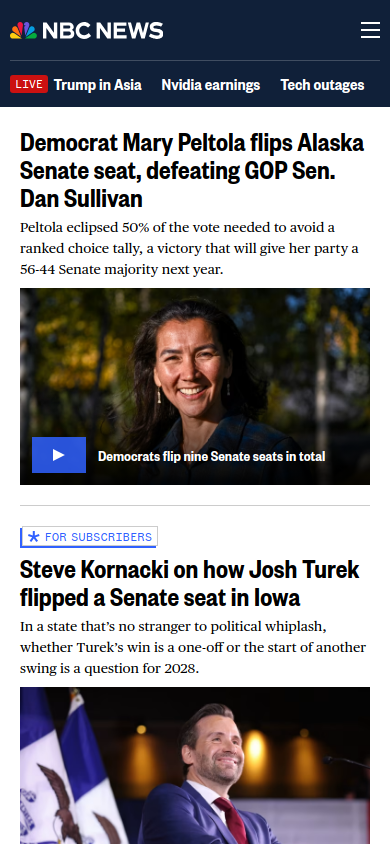 NBC NEWS
LIVE Trump in Asia Nvidia earnings Tech outages
Democrat Mary Peltola flips Alaska
Senate seat, defeating GOP Sen.
Dan Sullivan
Peltola eclipsed 50% of the vote needed to avoid a
ranked choice tally, a victory that will give her party a
56-44 Senate majority next year.
Democrats flip nine Senate seats in total
FOR SUBSCRIBERS
Steve Kornacki on how Josh Turek
flipped a Senate seat in Iowa
In a state that’s no stranger to political whiplash,
whether Turek’s win is a one-off or the start of another
swing is a question for 2028.